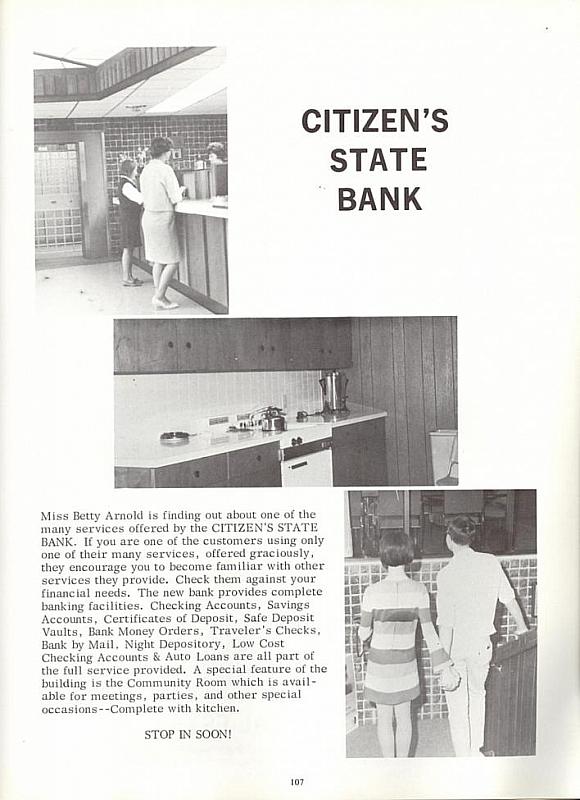 CITIZEN'S
STATE
BANK
Miss Betty Arnold is finding out about one of the
many services offered by the CITIZEN'S STATE
BANK. If you are one of the customers using only
one of their many services, offered graciously,
they encourage you to become familiar with other
services they provide. Check them against your
financial needs. The new bank provides complete
banking facilities. Checking Accounts, Savings
Accounts, Certificates of Deposit, Safe Deposit
Vaults, Bank Money Orders, Traveler's Checks,
Bank by Mail, Night Depository, Low Cost
Checking Accounts & Auto Loans are all part of
the full service provided. A special feature of the
building is the Community Room which is avail-
able for meetings, parties, and other special
occasions--Complete with kitchen.
STOP IN SOON!
107